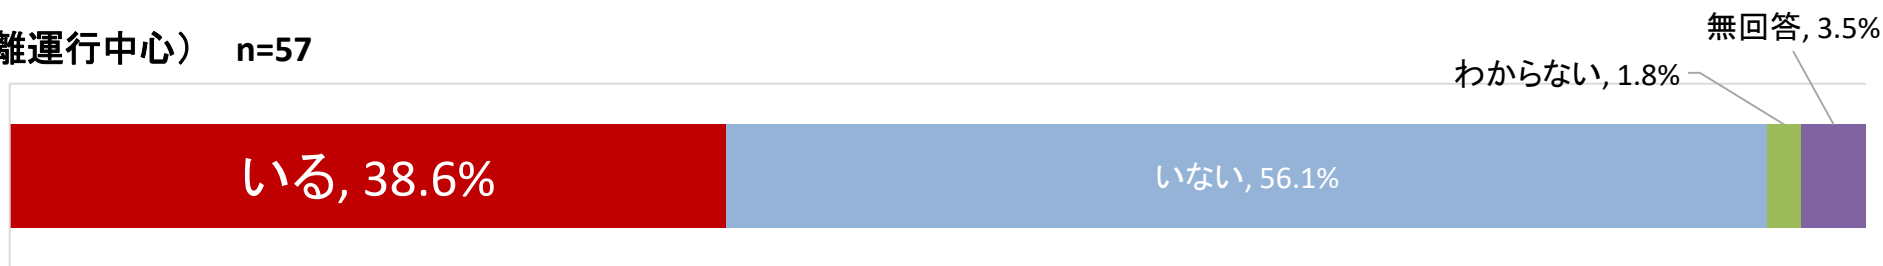 離運行中心） n=57
無回答, 3.5%
わからない, 1.8%
いる, 38.6%
いない, 56.1%